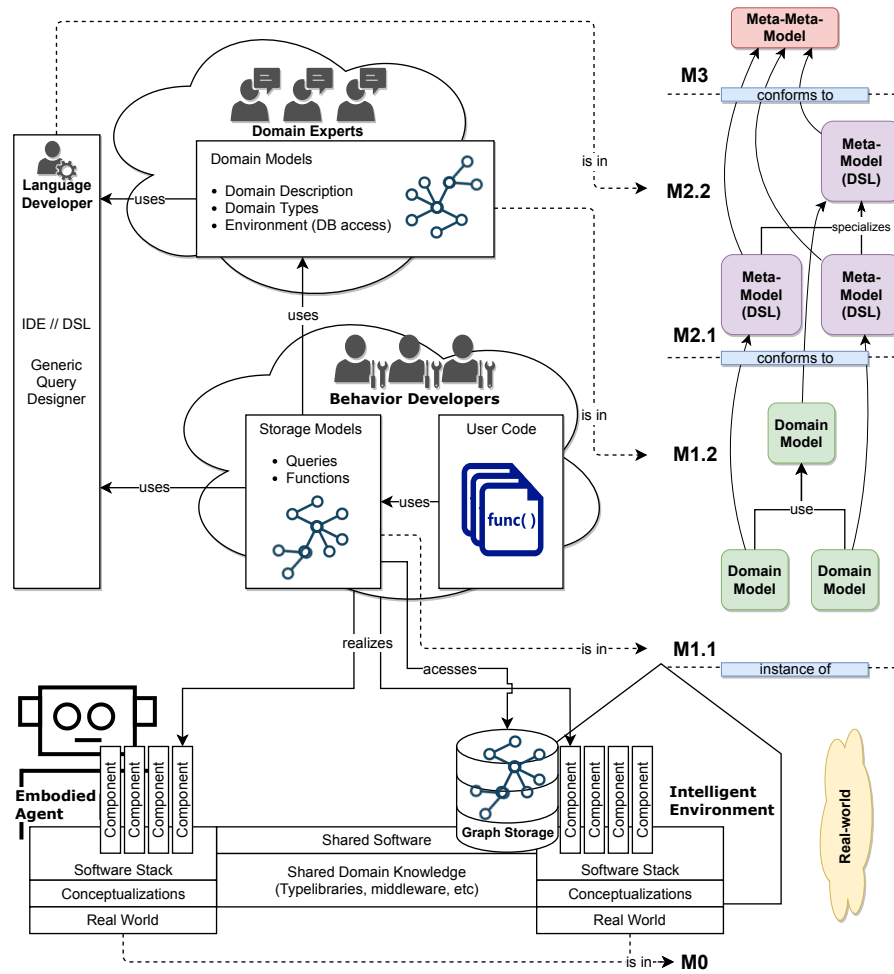 Meta-Meta-
Model
M3
conforms to
Domain Experts
Domain Models
• Domain Description
• Domain Types
• Environment (DB access)
Language
Developer
uses
is in
M2.2
Meta-
Model
(DSL)
specializes
uses
IDE // DSL
Generic
Query
Designer
Meta-
Model
(DSL)
Meta-
Model
(DSL)
M2.1
conforms to
Behavior Developers
is in
Storage Models
• Queries
• Functions
User Code
func( )
uses
uses
M1.2
Domain
Model
use
Domain
Model
Domain
Model
realizes
acesses
is in
M1.1
instance of
Embodied
Agent
Component
Component
Component
Component
Graph Storage
Component
Component
Component
Component
Intelligent
Environment
Real-world
Shared Software
Software Stack
Shared Domain Knowledge
(Typelibraries, middleware, etc)
Software Stack
Conceptualizations
Conceptualizations
Real World
Real World
is in
M0